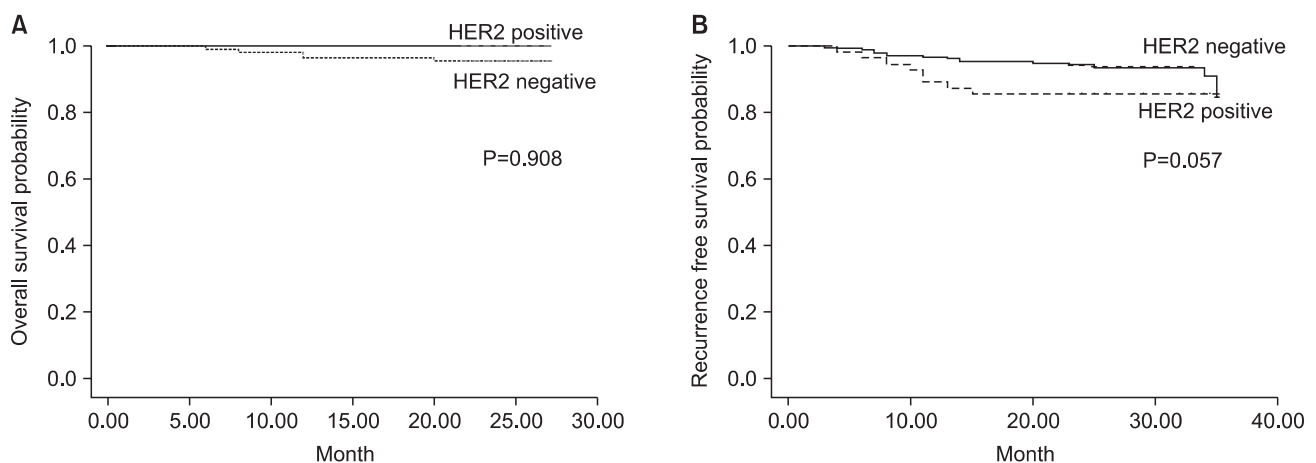 A
Overall survival probability
1.0
0.8
0.6
0.4
0.2
0.0
HER2 positive
HER2 negative
P=0.908
0.00 5.00 10.00 15.00 20.00 25.00 30.00
Month
B
Recurrence free survival probability
1.0
0.8
0.6
0.4
0.2
0.0
HER2 negative
HER2 positive
P=0.057
0.00 10.00 20.00 30.00 40.00
Month